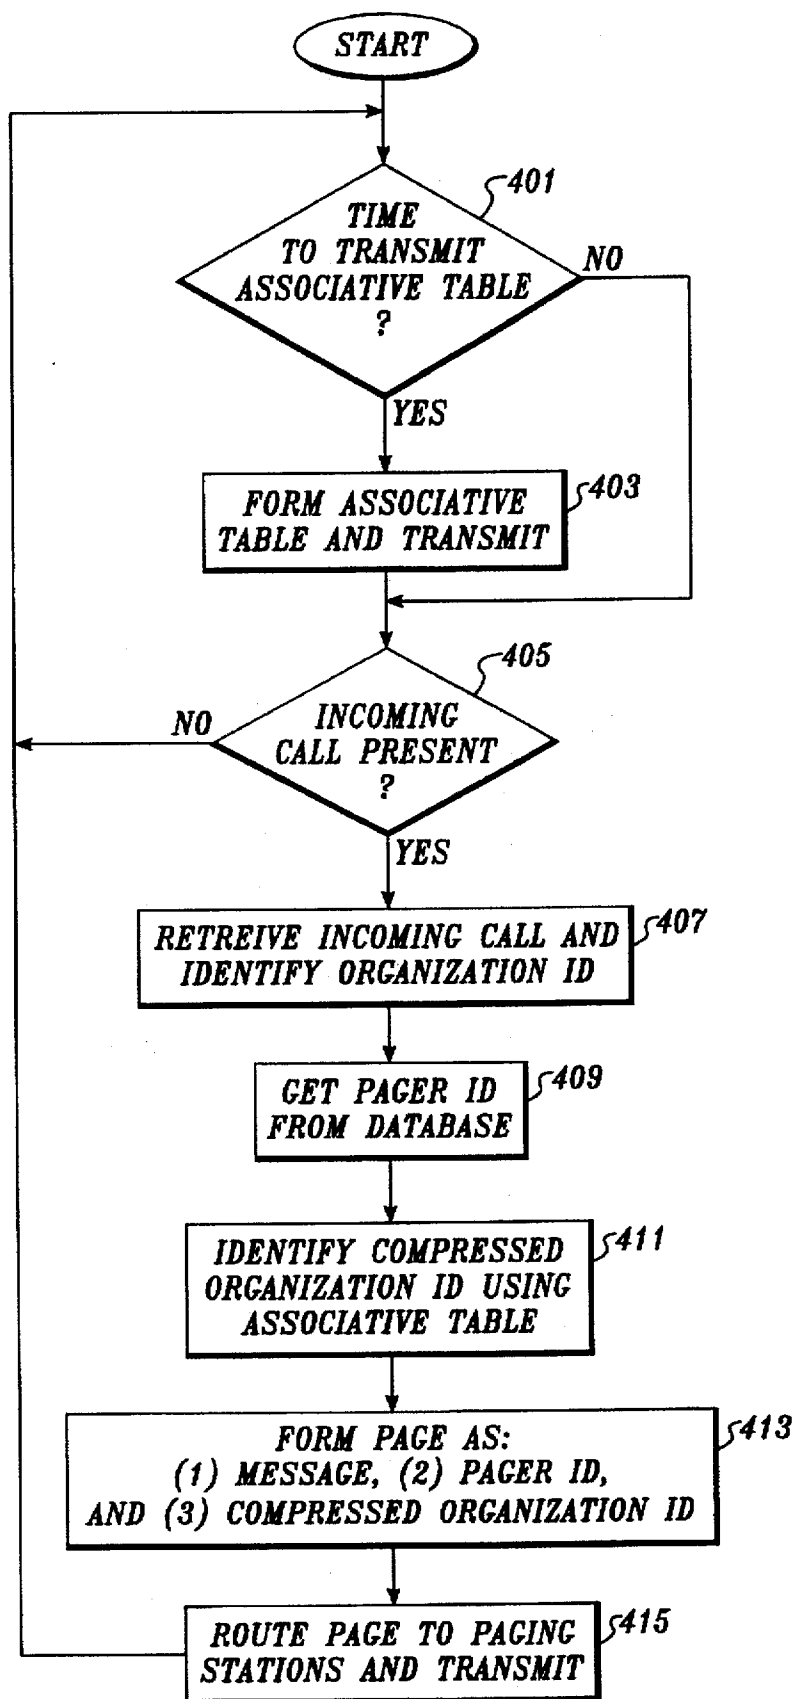 START
401
TIME
TO TRANSMIT
ASSOCIATIVE TABLE
?
NO
YES
403
FORM ASSOCIATIVE
TABLE AND TRANSMIT
405
NO
INCOMING
CALL PRESENT
?
YES
407
RETREIVE INCOMING CALL AND
IDENTIFY ORGANIZATION ID
409
GET PAGER ID
FROM DATABASE
411
IDENTIFY COMPRESSED
ORGANIZATION ID USING
ASSOCIATIVE TABLE
413
FORM PAGE AS:
(1) MESSAGE, (2) PAGER ID,
AND (3) COMPRESSED ORGANIZATION ID
415
ROUTE PAGE TO PAGING
STATIONS AND TRANSMIT